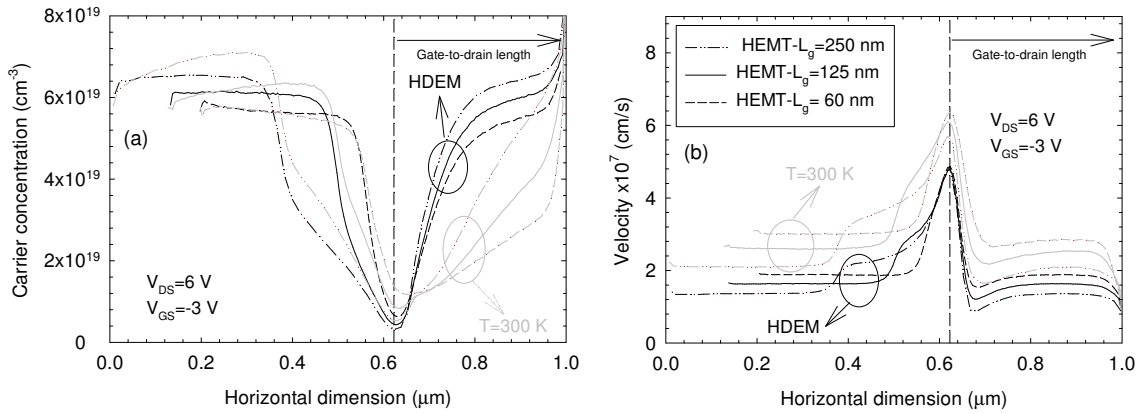 8x10¹⁹
6x10¹⁹
4x10¹⁹
2x10¹⁹
0
Carrier concentration (cm⁻³)
Gate-to-drain length
HDEM
(a)
T=300 K
V_DS=6 V
V_GS=-3 V
0.0 0.2 0.4 0.6 0.8 1.0
Horizontal dimension (μm)
8
6
4
2
0
Velocity x10⁷ (cm/s)
HEMT-L_g=250 nm
HEMT-L_g=125 nm
HEMT-L_g= 60 nm
Gate-to-drain length
V_DS=6 V
V_GS=-3 V
(b)
T=300 K
HDEM
0.0 0.2 0.4 0.6 0.8 1.0
Horizontal dimension (μm)